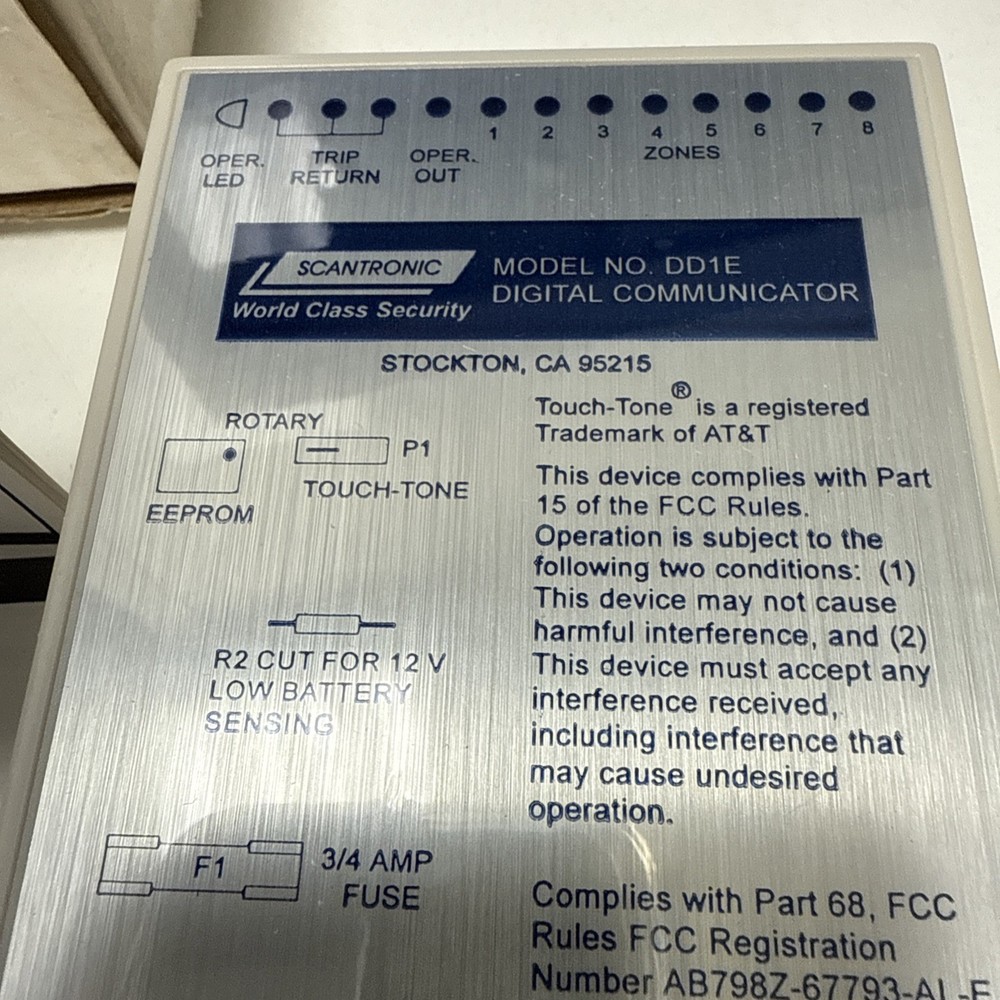 1 2 3 4 5 6 7 8
OPER. LED
TRIP RETURN
OPER. OUT
ZONES
SCANTRONIC
World Class Security
MODEL NO. DD1E
DIGITAL COMMUNICATOR
STOCKTON, CA 95215
ROTARY
P1
TOUCH-TONE
EEPROM
R2 CUT FOR 12 V
LOW BATTERY
SENSING
F1
3/4 AMP
FUSE
Touch-Tone® is a registered
Trademark of AT&T
This device complies with Part
15 of the FCC Rules.
Operation is subject to the
following two conditions: (1)
This device may not cause
harmful interference, and (2)
This device must accept any
interference received,
including interference that
may cause undesired
operation.
Complies with Part 68, FCC
Rules FCC Registration
Number AB798Z-67793-AL-E